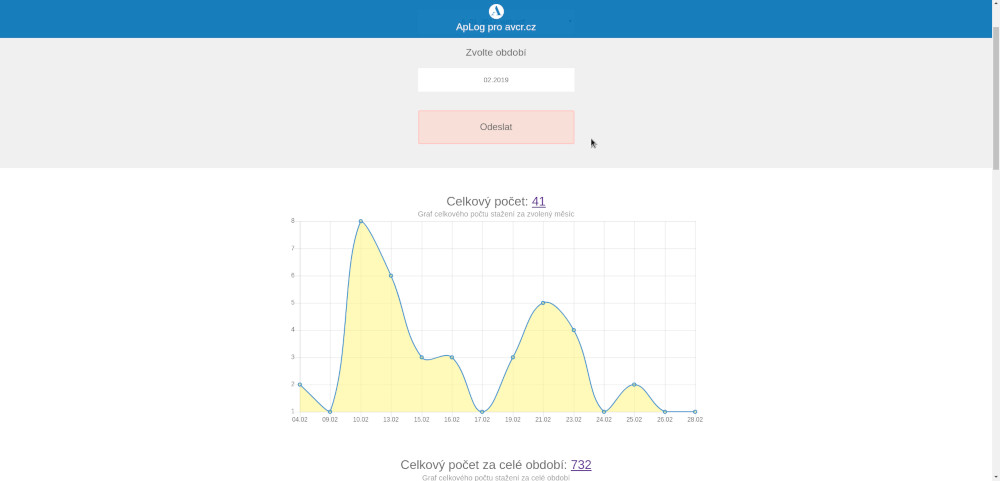 ApLog pro avcr.cz
Zvolte období
02.2019
Odeslat
Celkový počet: 41
Graf celkového počtu stažení za zvolený měsíc
8
7
6
5
4
3
2
1
04.02 09.02 10.02 13.02 15.02 16.02 17.02 19.02 21.02 23.02 24.02 25.02 26.02 28.02
Celkový počet za celé období: 732
Graf celkového počtu stažení za celé období